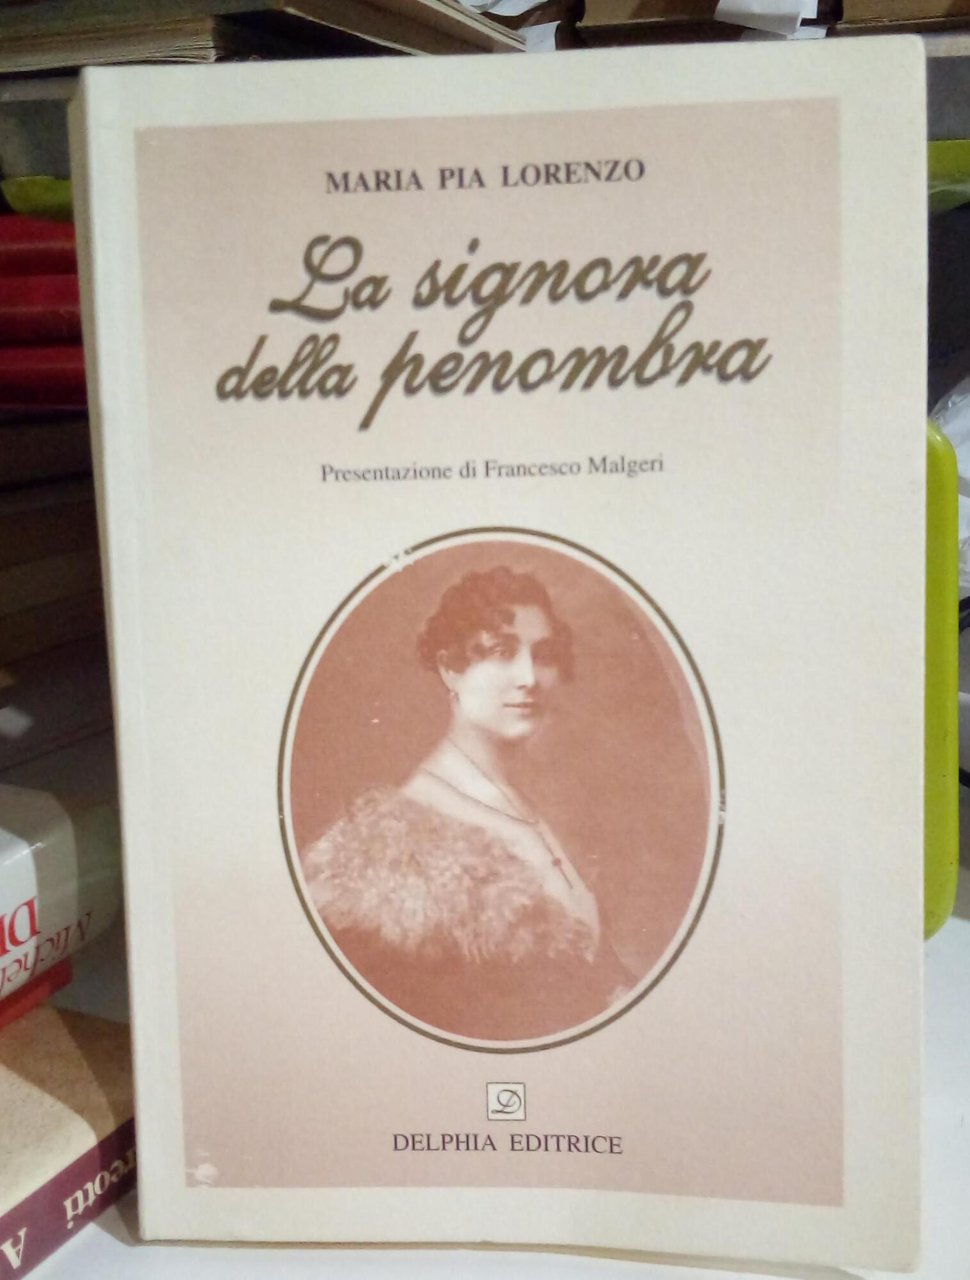 MARIA PIA LORENZO
La signora
della penombra
Presentazione di Francesco Malgeri
D
DELPHIA EDITRICE